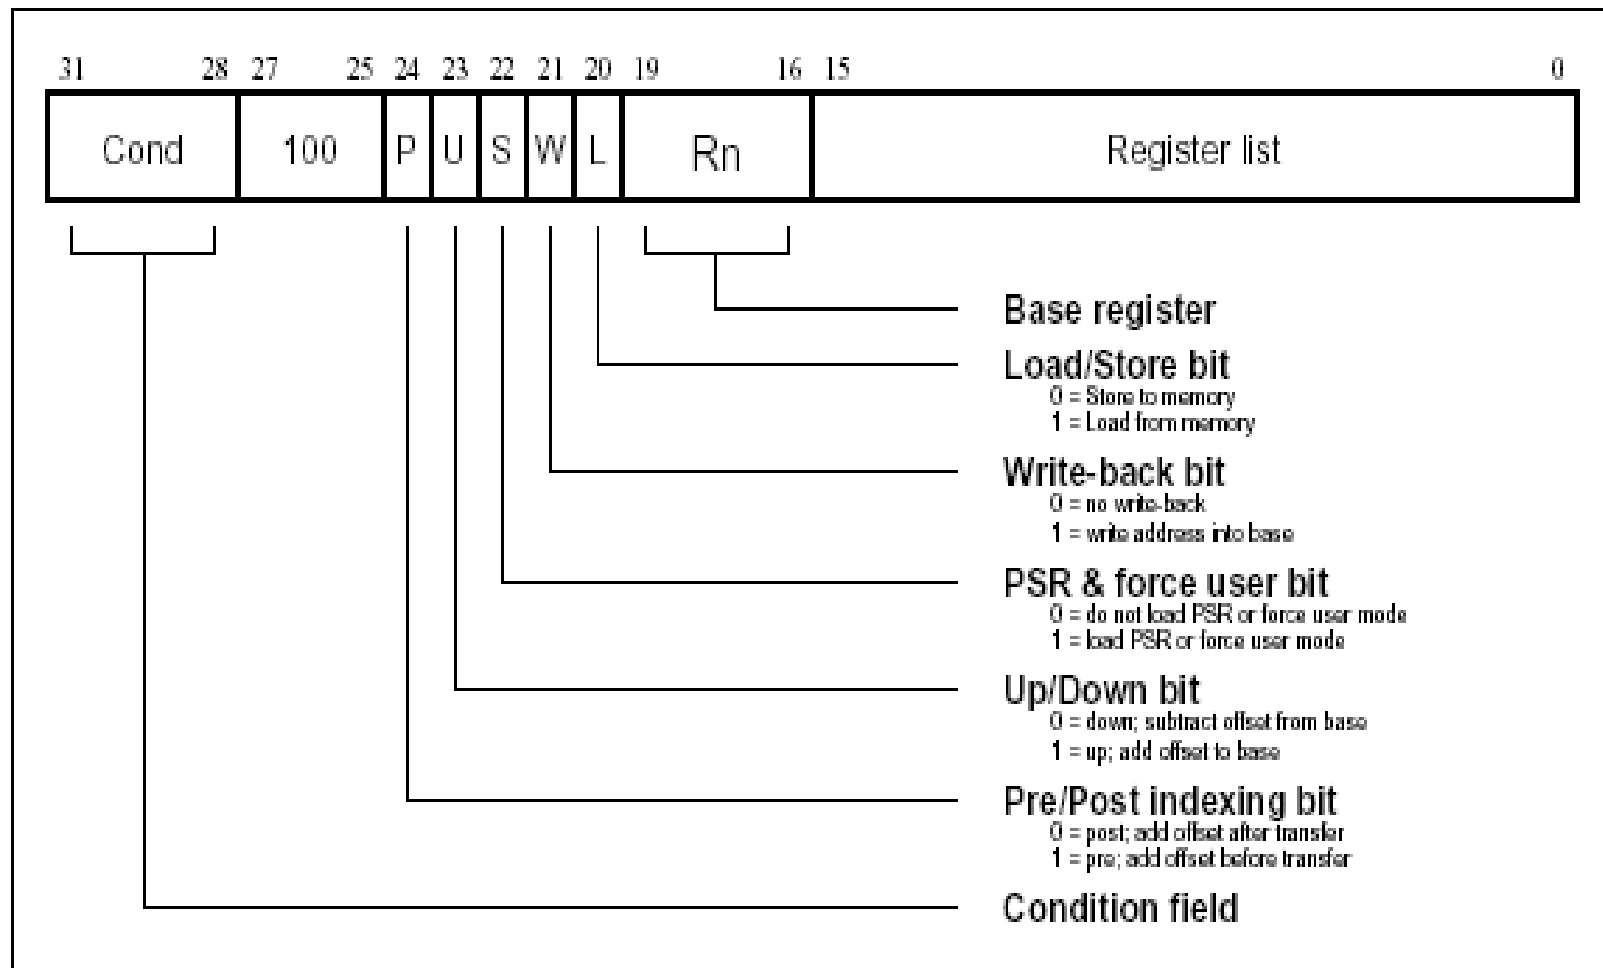 31 28 27 25 24 23 22 21 20 19 16 15 0
Cond 100 P U S W L Rn Register list
Base register
Load/Store bit
0 = Store to memory
1 = Load from memory
Write-back bit
0 = no write-back
1 = write address into base
PSR & force user bit
0 = do not load PSR or force user mode
1 = load PSR or force user mode
Up/Down bit
0 = down; subtract offset from base
1 = up; add offset to base
Pre/Post indexing bit
0 = post; add offset after transfer
1 = pre; add offset before transfer
Condition field